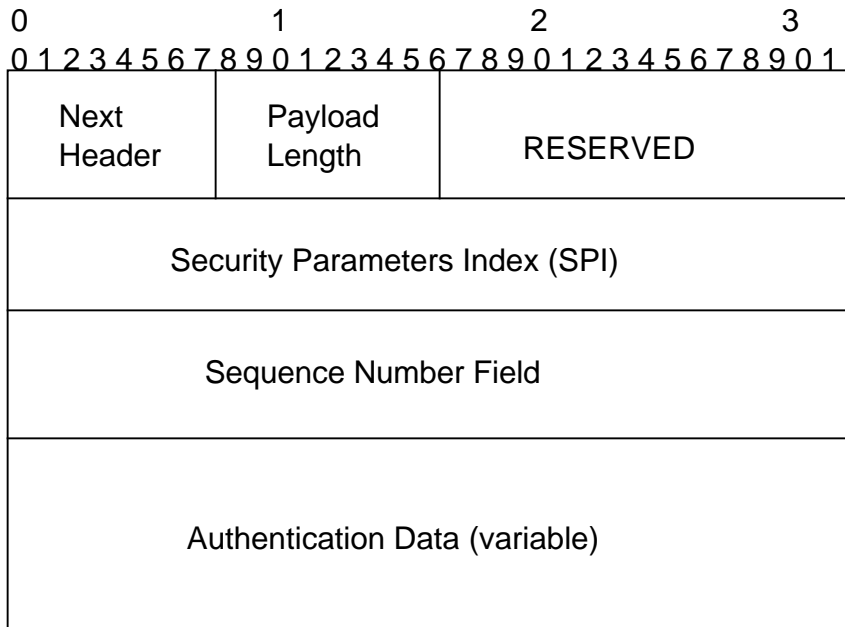 0 1 2 3
0 1 2 3 4 5 6 7 8 9 0 1 2 3 4 5 6 7 8 9 0 1 2 3 4 5 6 7 8 9 0 1
Next Payload
Header Length RESERVED
Security Parameters Index (SPI)
Sequence Number Field
Authentication Data (variable)